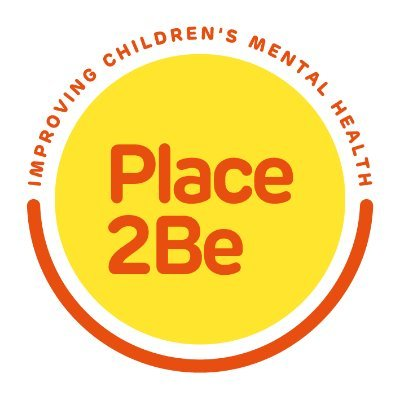 IMPROVING CHILDREN'S MENTAL HEALTH
Place
2Be